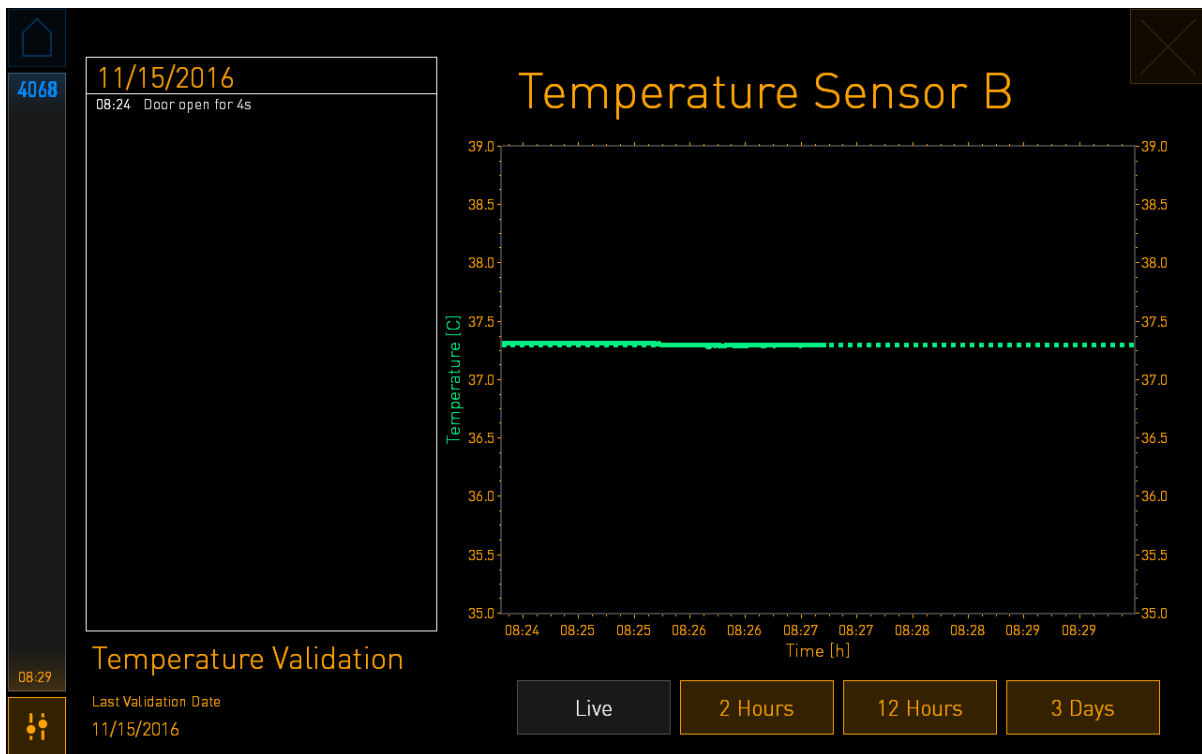 4068
11/15/2016
08:24 Door open for 4s
Temperature Validation
Last Validation Date
11/15/2016
08:29
Temperature Sensor B
39.0 39.0
38.5 38.5
38.0 38.0
37.5 37.5
37.0 37.0
36.5 36.5
36.0 36.0
35.5 35.5
35.0 35.0
Temperature [C]
08:24 08:25 08:25 08:26 08:26 08:27 08:27 08:28 08:28 08:29 08:29
Time [h]
Live 2 Hours 12 Hours 3 Days